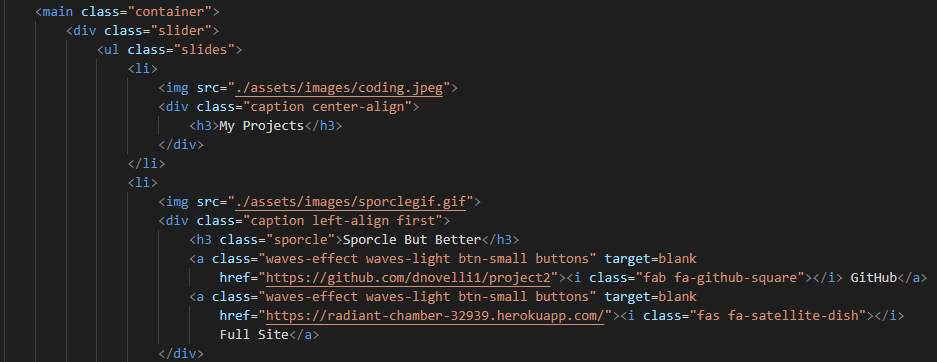 <main class="container">
<div class="slider">
<ul class="slides">
<li>
<img src="./assets/images/coding.jpeg">
<div class="caption center-align">
<h3>My Projects</h3>
</div>
</li>
<li>
<img src="./assets/images/sporclegif.gif">
<div class="caption left-align first">
<h3 class="sporcle">Sporcle But Better</h3>
<a class="waves-effect waves-light btn-small buttons" target=blank
href="https://github.com/dnovelli1/project2"><i class="fab fa-github-square"></i> GitHub</a>
<a class="waves-effect waves-light btn-small buttons" target=blank
href="https://radiant-chamber-32939.herokuapp.com/"><i class="fas fa-satellite-dish"></i>
Full Site</a>
</div>